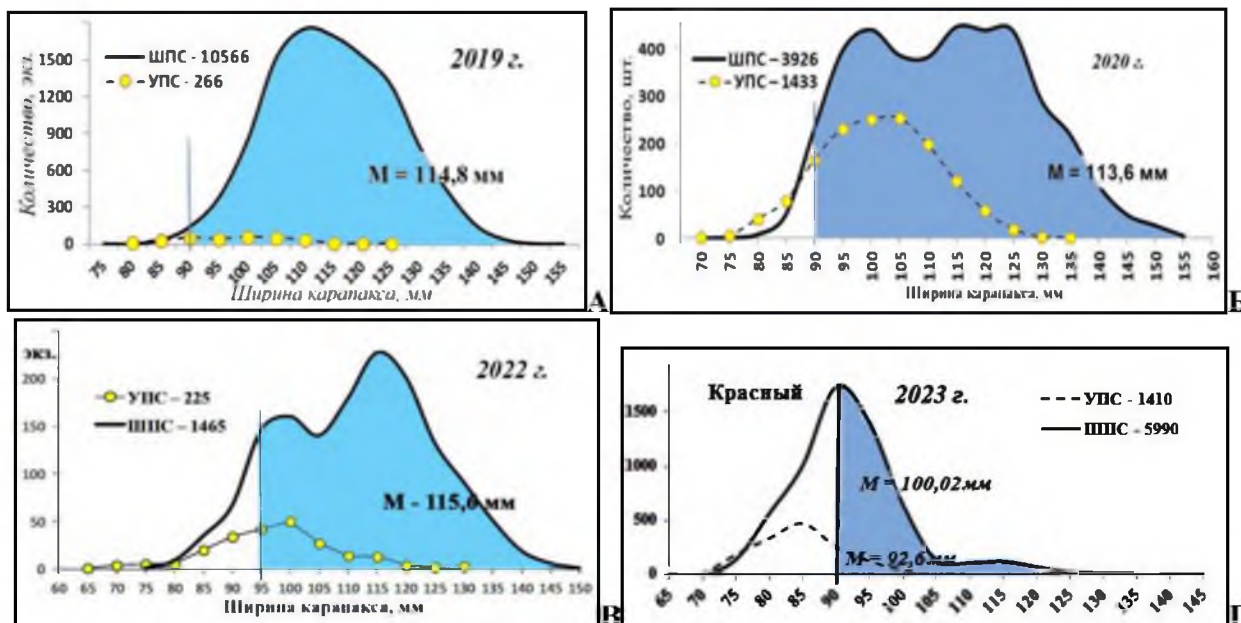 1500
1200
900
600
300
0
Количество, экз.
ШПС - 10566
УПС - 266
2019 г.
М = 114,8 мм
75 80 85 90 95 100 105 110 115 120 125 130 135 140 145 150 155
Ширина карапакса, мм
А
400
300
200
100
0
Количество, шт.
ШПС – 3926
УПС – 1433
2020 г.
М = 113,6 мм
70 75 80 85 90 95 100 105 110 115 120 125 130 135 140 145 150 155 160
Ширина карапакса, мм
Б
экз.
200
150
100
50
0
УПС – 225
ШПС – 1465
2022 г.
М - 115,6 мм
60 65 70 75 80 85 90 95 100 105 110 115 120 125 130 135 140 145 150
Ширина карапакса, мм
В
1500
1000
500
0
Красный
2023 г.
УПС - 1410
ШПС - 5990
М = 100,02мм
М = 92,6мм
65 70 75 80 85 90 95 100 105 110 115 120 125 130 135 140 145
Г